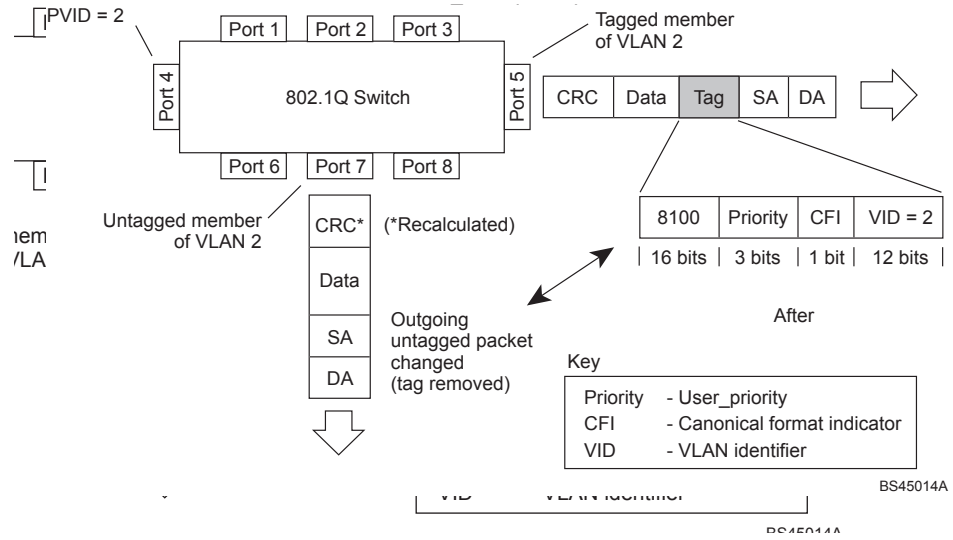 PVID = 2
Port 1
Port 2
Port 3
Tagged member
of VLAN 2
Port 4
802.1Q Switch
Port 5
CRC
Data
Tag
SA
DA
Port 6
Port 7
Port 8
Untagged member
of VLAN 2
CRC*
(*Recalculated)
8100
Priority
CFI
VID = 2
16 bits
3 bits
1 bit
12 bits
Data
SA
DA
Outgoing
untagged packet
changed
(tag removed)
After
Key
Priority - User_priority
CFI - Canonical format indicator
VID - VLAN identifier
BS45014A